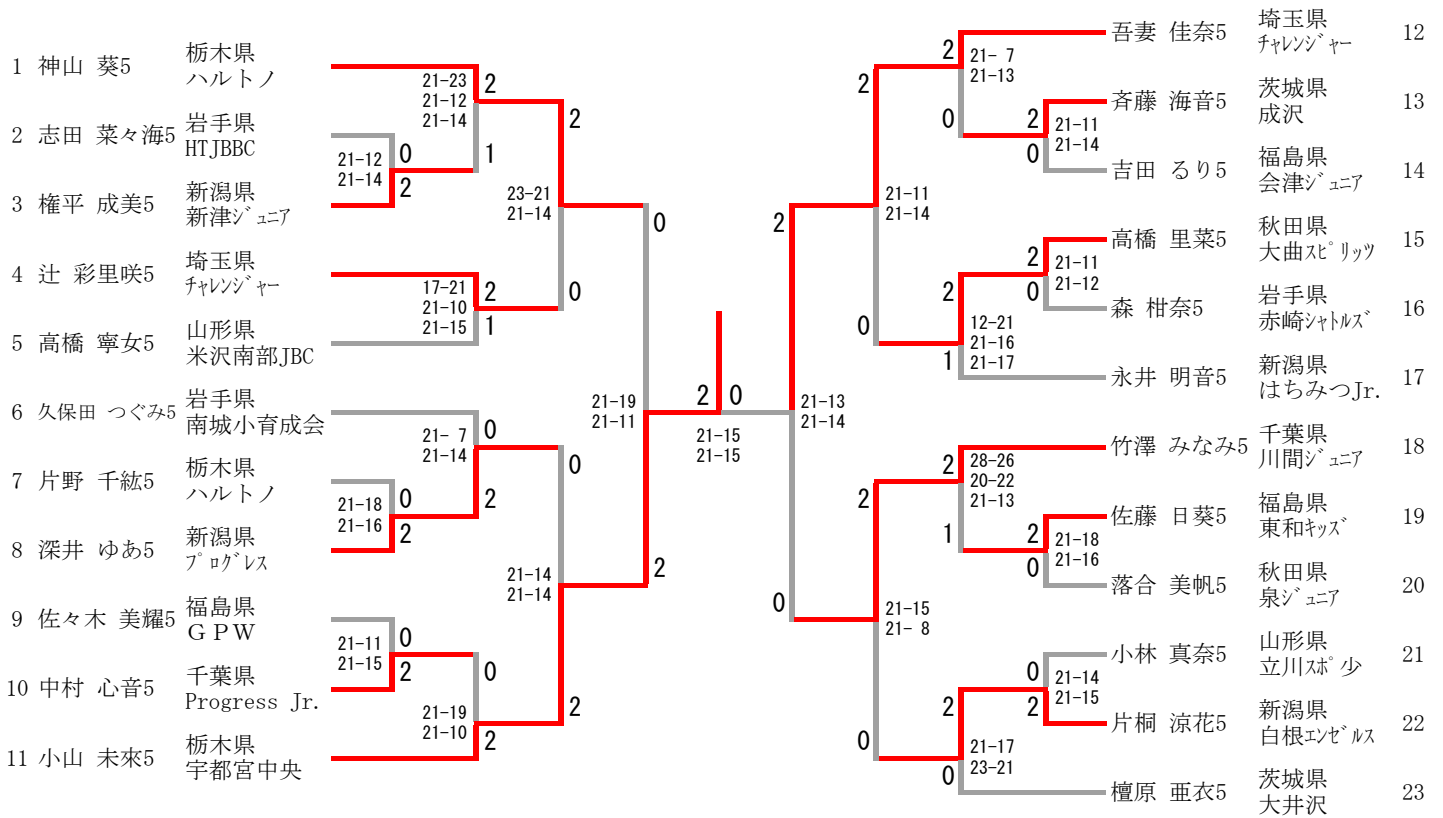 1 神山 葵5 栃木県
ハルトノ
2 志田 菜々海5 岩手県
HTJBBC
3 権平 成美5 新潟県
新津ジュニア
4 辻 彩里咲5 埼玉県
チャレンジャー
5 高橋 寧女5 山形県
米沢南部JBC
6 久保田 つぐみ5 岩手県
南城小育成会
7 片野 千紘5 栃木県
ハルトノ
8 深井 ゆあ5 新潟県
プログレス
9 佐々木 美耀5 福島県
GPW
10 中村 心音5 千葉県
Progress Jr.
11 小山 未來5 栃木県
宇都宮中央
21-23
21-12
21-14
2
1
21-12
21-14
0
2
23-21
21-14
2
0
17-21
21-10
21-15
2
1
21-19
21-11
0
2
21- 7
21-14
0
2
21-18
21-16
0
2
21-14
21-14
0
2
21-11
21-15
0
2
21-19
21-10
0
2
2 0
21-15
21-15
吾妻 佳奈5 埼玉県 12
チャレンジャー
斉藤 海音5 茨城県 13
成沢
吉田 るり5 福島県 14
会津ジュニア
高橋 里菜5 秋田県 15
大曲スピリッツ
森 柑奈5 岩手県 16
赤崎シャトルズ
永井 明音5 新潟県 17
はちみつJr.
竹澤 みなみ5 千葉県 18
川間ジュニア
佐藤 日葵5 福島県 19
東和キッズ
落合 美帆5 秋田県 20
泉ジュニア
小林 真奈5 山形県 21
立川スポ少
片桐 涼花5 新潟県 22
白根エンゼルス
檀原 亜衣5 茨城県 23
大井沢
2
0
21- 7
21-13
2
0
21-11
21-14
2
0
21-11
21-14
2
0
21-11
21-12
2
1
12-21
21-16
21-17
2
0
21-13
21-14
2
1
28-26
20-22
21-13
2
0
21-18
21-16
2
0
21-15
21- 8
0
2
21-14
21-15
2
0
21-17
23-21